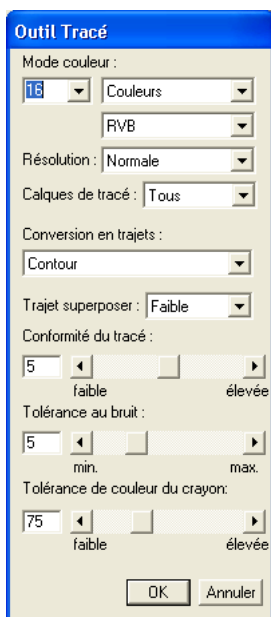 Outil Tracé
Mode couleur :
16 Couleurs
RVB
Résolution : Normale
Calques de tracé : Tous
Conversion en trajets :
Contour
Trajet superposer : Faible
Conformité du tracé :
5
faible élevée
Tolérance au bruit :
5
min. max.
Tolérance de couleur du crayon:
75
faible élevée
OK Annuler